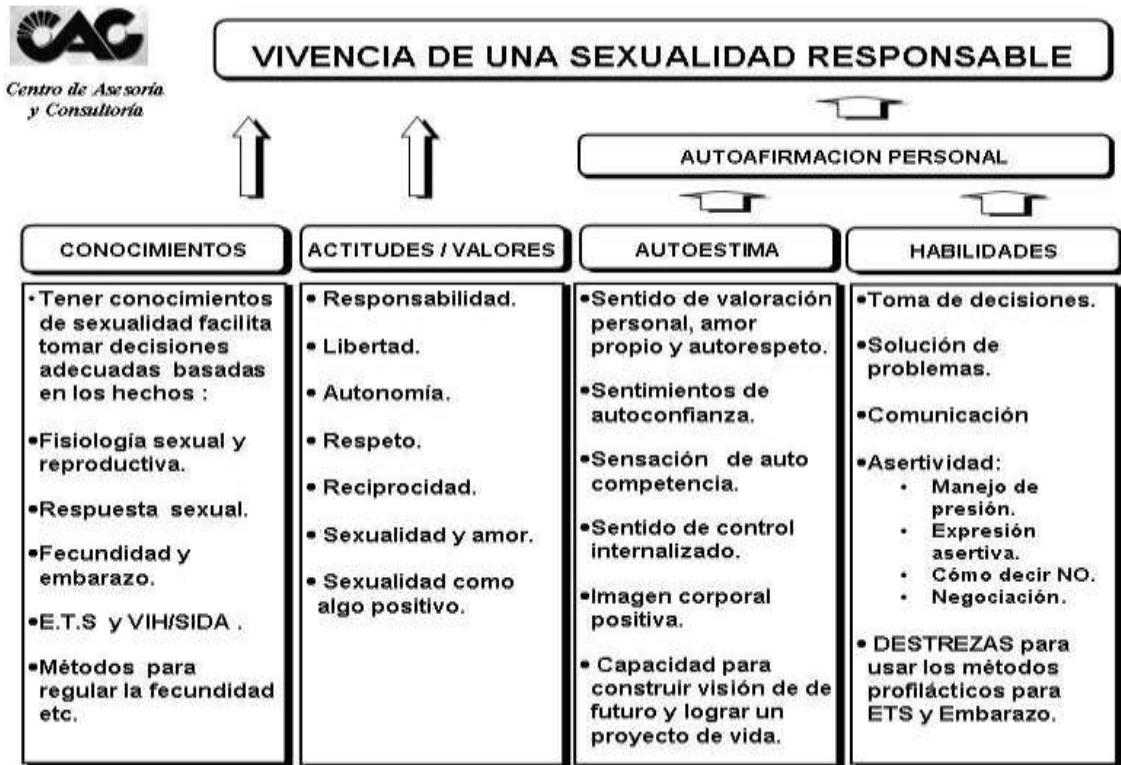 CAC
Centro de Asesoría
y Consultoría
VIVENCIA DE UNA SEXUALIDAD RESPONSABLE
AUTOAFIRMACION PERSONAL
CONOCIMIENTOS
• Tener conocimientos
de sexualidad facilita
tomar decisiones
adecuadas basadas
en los hechos :
•Fisiología sexual y
reproductiva.
•Respuesta sexual.
•Fecundidad y
embarazo.
•E.T.S y VIH/SIDA .
•Métodos para
regular la fecundidad
etc.
ACTITUDES / VALORES
• Responsabilidad.
• Libertad.
• Autonomía.
• Respeto.
• Reciprocidad.
• Sexualidad y amor.
• Sexualidad como
algo positivo.
AUTOESTIMA
•Sentido de valoración
personal, amor
propio y autorespeto.
•Sentimientos de
autoconfianza.
•Sensación de auto
competencia.
•Sentido de control
internalizado.
•Imagen corporal
positiva.
• Capacidad para
construir visión de de
futuro y lograr un
proyecto de vida.
HABILIDADES
•Toma de decisiones.
•Solución de
problemas.
•Comunicación
•Asertividad:
• Manejo de
presión.
• Expresión
asertiva.
• Cómo decir NO.
• Negociación.
• DESTREZAS para
usar los métodos
profilácticos para
ETS y Embarazo.